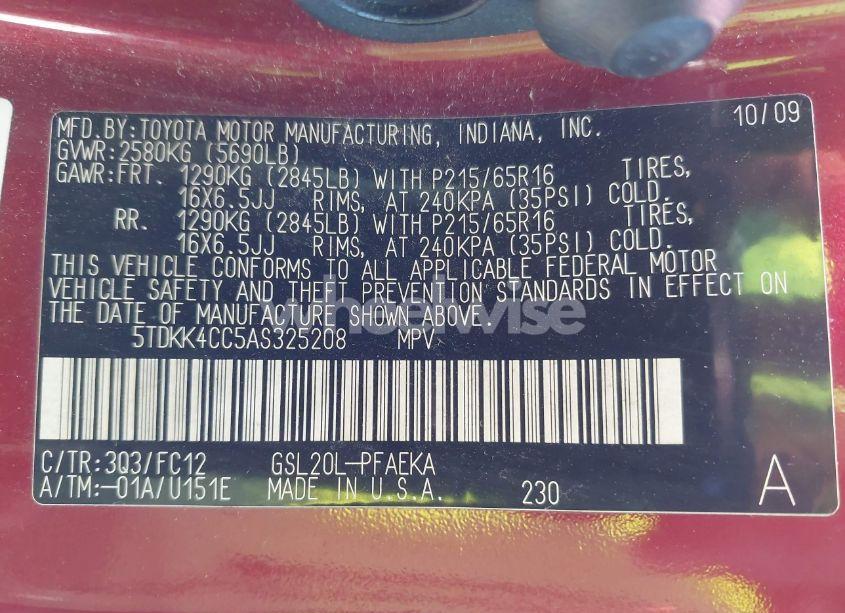 MFD.BY:TOYOTA MOTOR MANUFACTURING, INDIANA, INC. 10/09
GVWR:2580KG (5690LB)
GAWR:FRT. 1290KG (2845LB) WITH P215/65R16 TIRES,
16X6.5JJ RIMS, AT 240KPA (35PSI) COLD.
RR. 1290KG (2845LB) WITH P215/65R16 TIRES,
16X6.5JJ RIMS, AT 240KPA (35PSI) COLD.
THIS VEHICLE CONFORMS TO ALL APPLICABLE FEDERAL MOTOR
VEHICLE SAFETY AND THEFT PREVENTION STANDARDS IN EFFECT ON
THE DATE OF MANUFACTURE SHOWN ABOVE.
wheelwise
5TDKK4CC5AS325208 MPV
C/TR:3Q3/FC12 GSL20L-PFAEKA
A/TM:-01A/U151E MADE IN U.S.A. 230 A